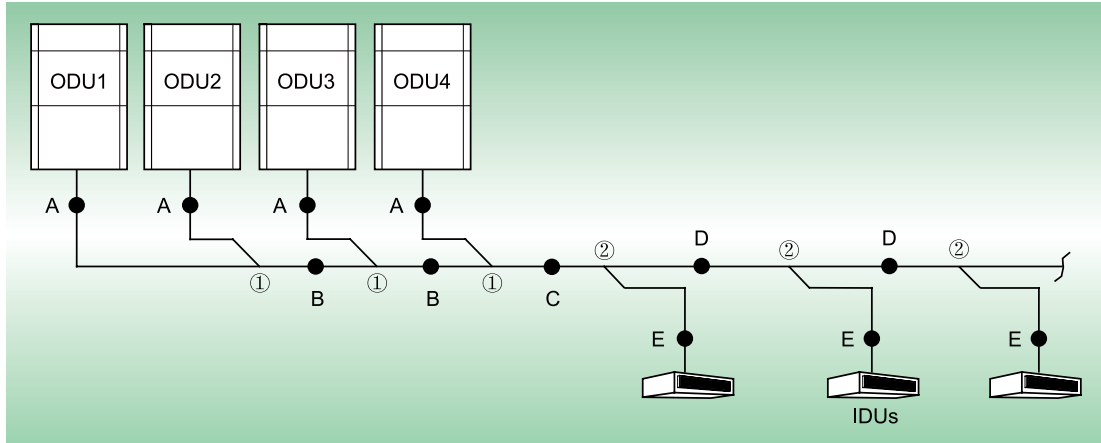 ODU1 ODU2 ODU3 ODU4
A A A A
② D ② D ②
① B ① B ① C
E E E
IDUs